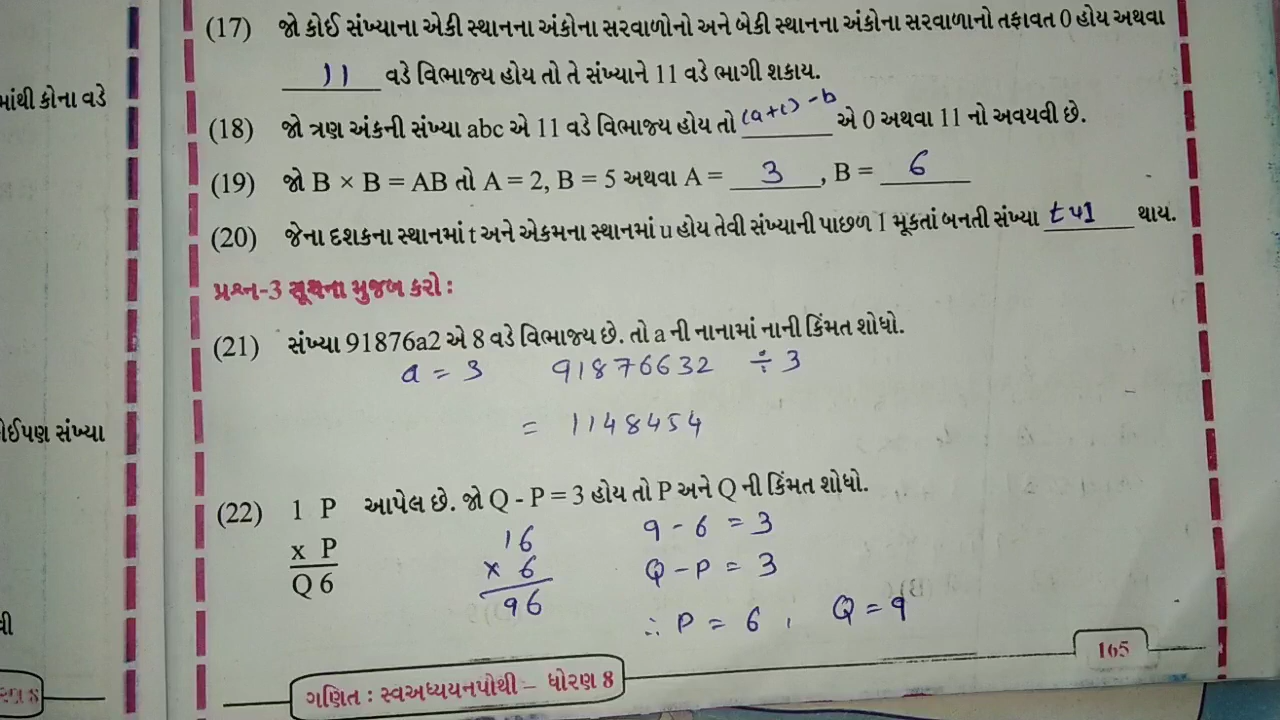 (17) જો કોઈ સંખ્યાના એકી સ્થાનના અંકોના સરવાળોનો અને બેકી સ્થાનના અંકોના સરવાળાનો તફાવત 0 હોય અથવા
માંથી કોના વડે
11 વડે વિભાજ્ય હોય તો તે સંખ્યાને 11 વડે ભાગી શકાય.
(18) જો ત્રણ અંકની સંખ્યા abc એ 11 વડે વિભાજ્ય હોય તો (a+c) - b એ 0 અથવા 11 નો અવયવી છે.
(19) જો B × B = AB તો A = 2, B = 5 અથવા A = 3, B = 6
(20) જેના દશકના સ્થાનમાં t અને એકમના સ્થાનમાં u હોય તેવી સંખ્યાની પાછળ 1 મૂકતાં બનતી સંખ્યા tu1 થાય.
પ્રશ્ન-3 સૂચના મુજબ કરો :
(21) સંખ્યા 91876a2 એ 8 વડે વિભાજ્ય છે. તો a ની નાનામાં નાની કિંમત શોધો.
a = 3 91876632 ÷ 3
= 1148454
ઈપણ સંખ્યા
(22) 1 P આપેલ છે. જો Q - P = 3 હોય તો P અને Q ની કિંમત શોધો.
x P
Q 6
16
× 6
96
9 - 6 = 3
Q - P = 3
∴ P = 6, Q = 9
ગણિત : સ્વઅધ્યયનપોથી – ધોરણ 8
165